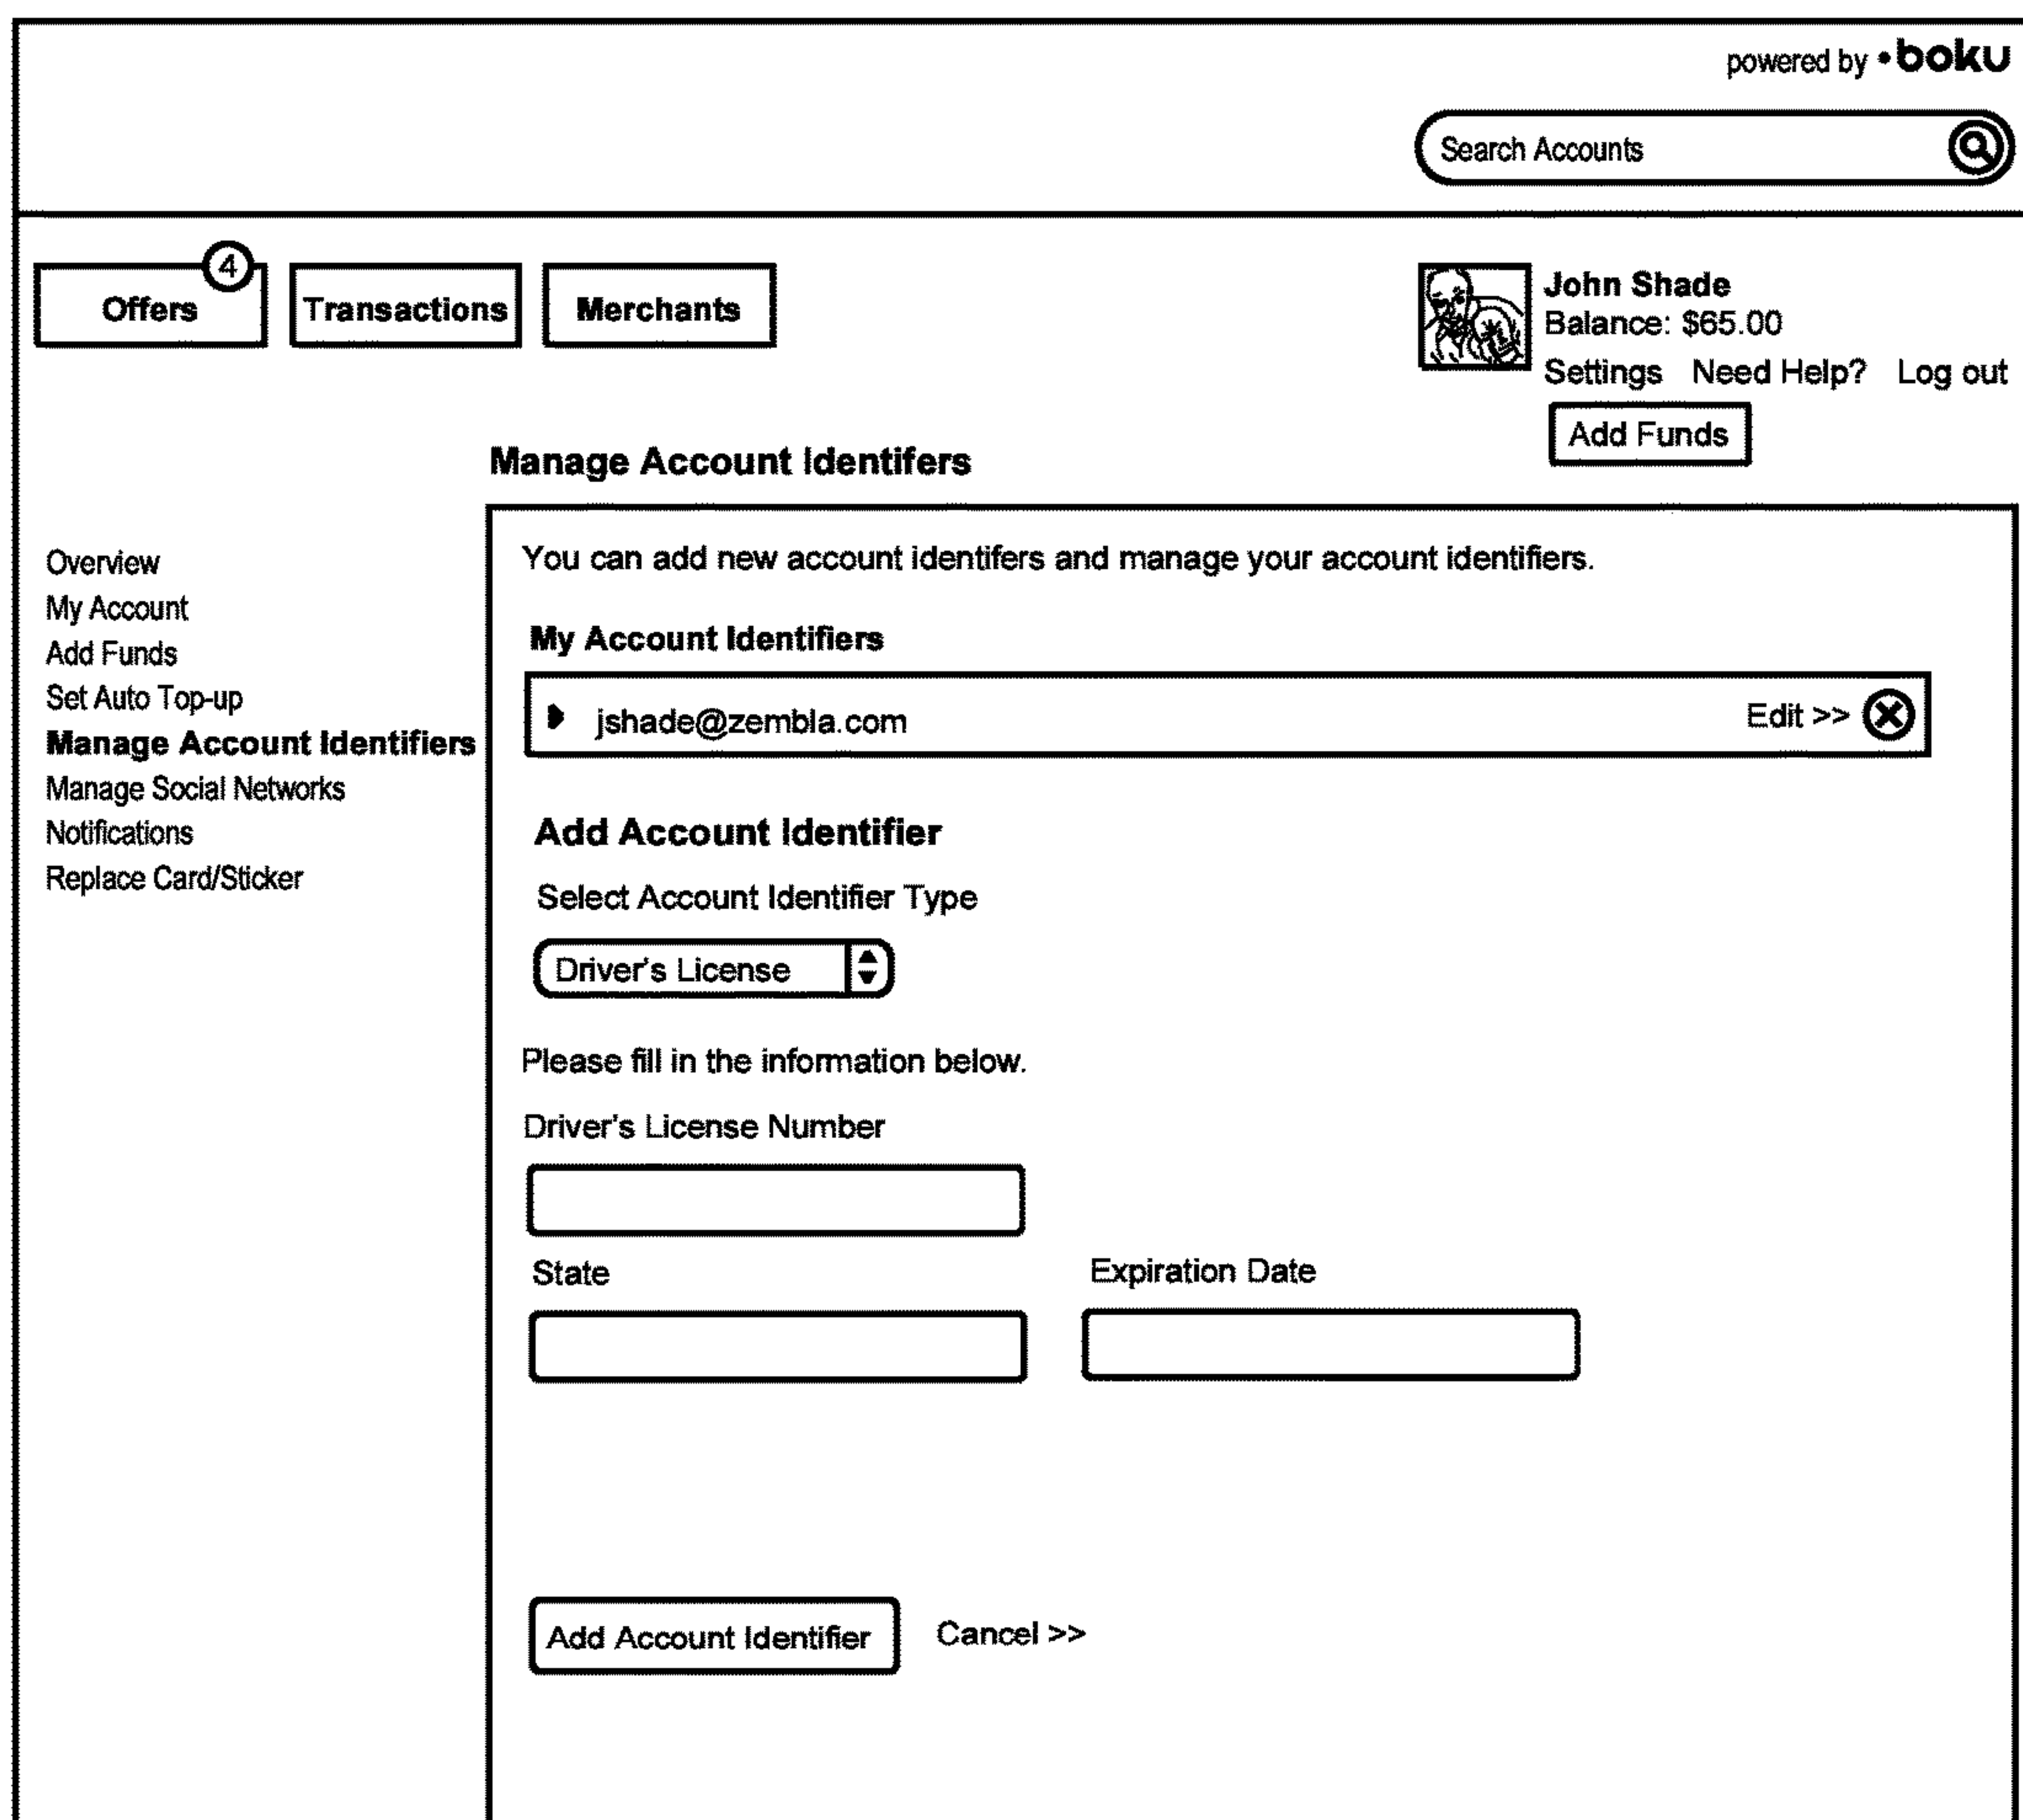 powered by •boku
Search Accounts
4
Offers
Transactions
Merchants
John Shade
Balance: $65.00
Settings Need Help? Log out
Add Funds
Manage Account Identifers
Overview
My Account
Add Funds
Set Auto Top-up
Manage Account Identifiers
Manage Social Networks
Notifications
Replace Card/Sticker
You can add new account identifers and manage your account identifiers.
My Account Identifiers
jshade@zembla.com Edit >>
Add Account Identifier
Select Account Identifier Type
Driver's License
Please fill in the information below.
Driver's License Number
State Expiration Date
Add Account Identifier Cancel >>